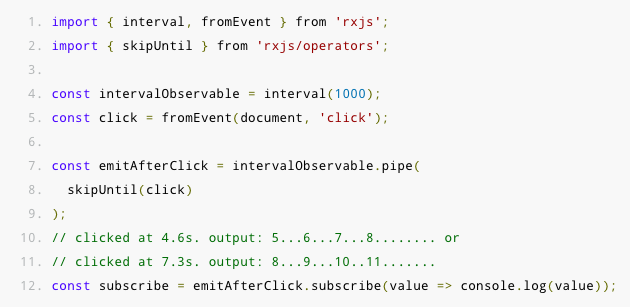 1. import { interval, fromEvent } from 'rxjs';
2. import { skipUntil } from 'rxjs/operators';
3.
4. const intervalObservable = interval(1000);
5. const click = fromEvent(document, 'click');
6.
7. const emitAfterClick = intervalObservable.pipe(
8.   skipUntil(click)
9. );
10. // clicked at 4.6s. output: 5...6...7...8........ or
11. // clicked at 7.3s. output: 8...9...10..11.......
12. const subscribe = emitAfterClick.subscribe(value => console.log(value));